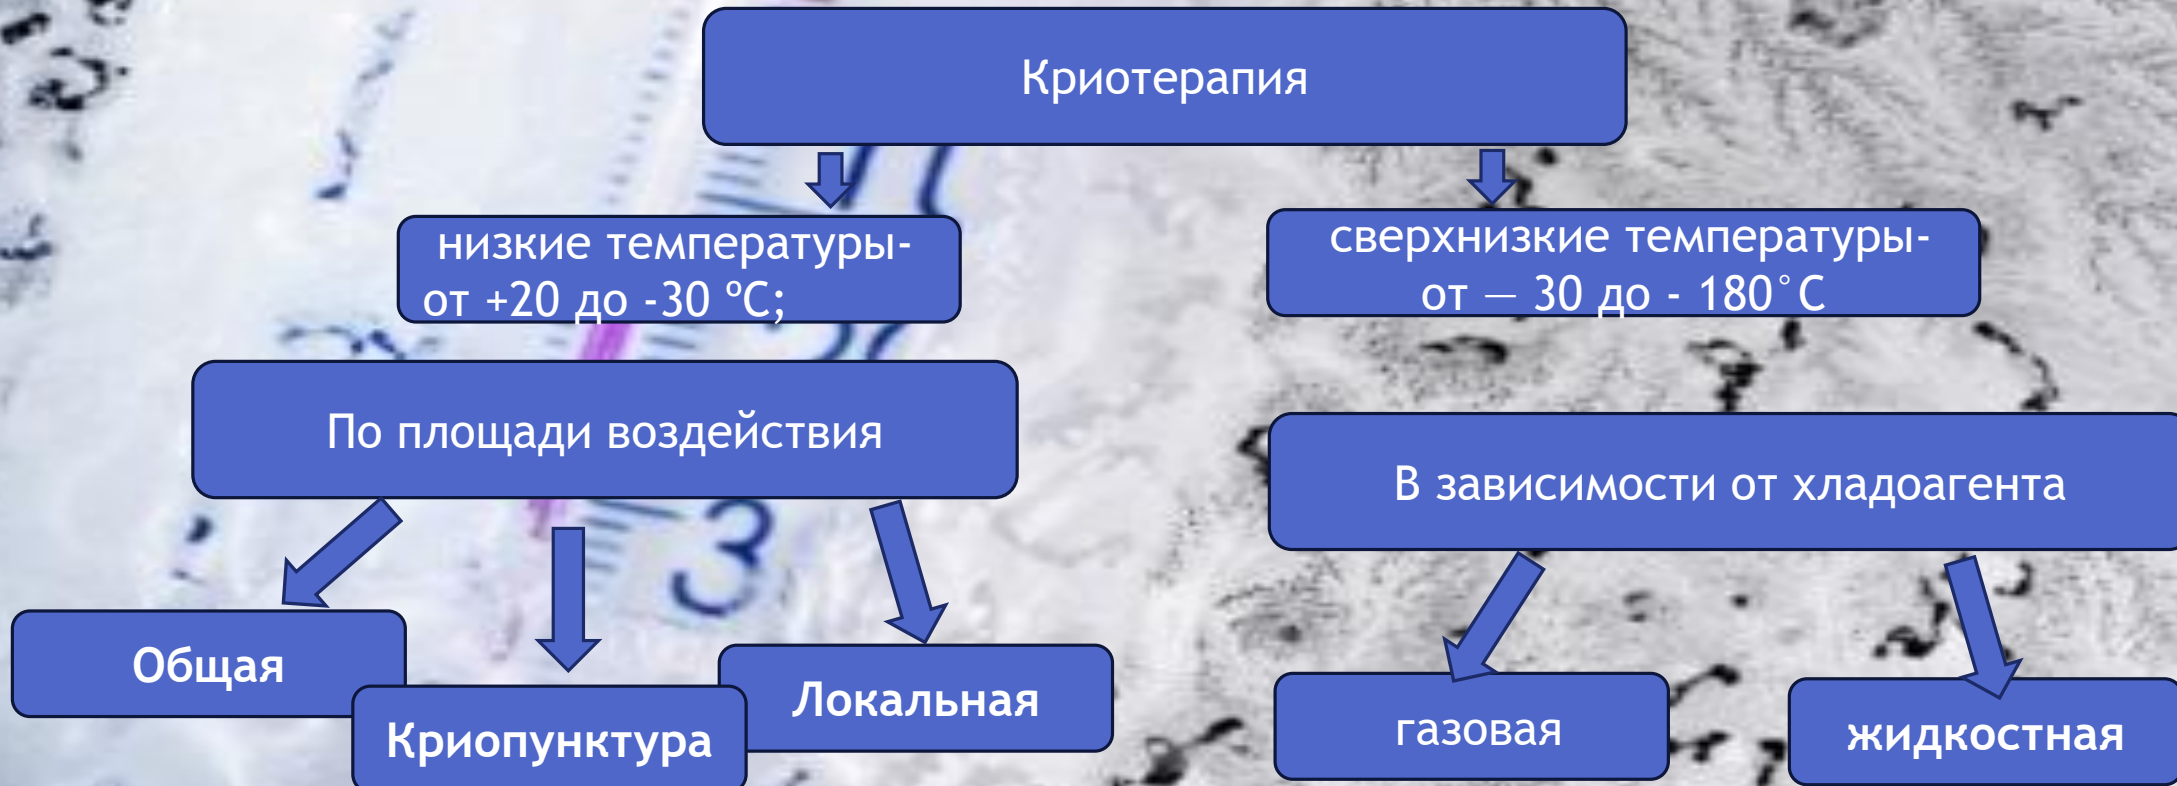 Криотерапия
низкие температуры-
от +20 до -30 ºС;
сверхнизкие температуры-
от — 30 до - 180°С
По площади воздействия
В зависимости от хладоагента
Общая
Криопунктура
Локальная
газовая
жидкостная
3